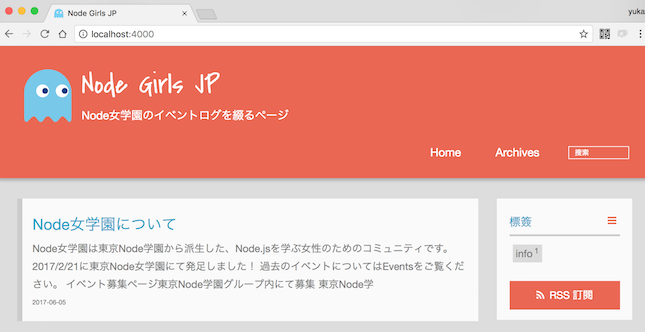 Node Girls JP
yuka
localhost:4000
Node Girls JP
Node女学園のイベントログを綴るページ
Home
Archives
搜索
Node女学園について
Node女学園は東京Node学園から派生した、Node.jsを学ぶ女性のためのコミュニティです。
2017/2/21に東京Node女学園にて発足しました！ 過去のイベントについてはEventsをご覧くだ
さい。 イベント募集ページ東京Node学園グループ内にて募集 東京Node学
2017-06-05
標籤
info 1
RSS 訂閱